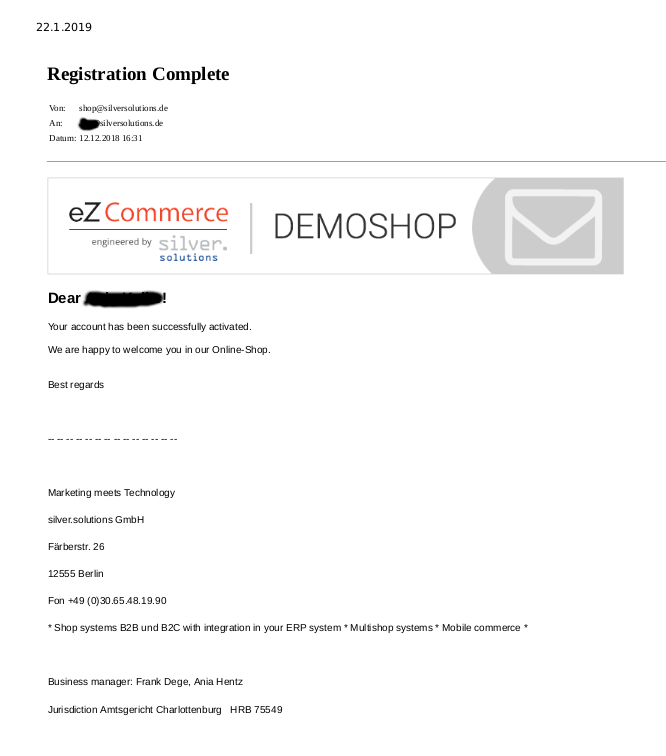 22.1.2019
Registration Complete
Von: shop@silversolutions.de
An: silversolutions.de
Datum: 12.12.2018 16:31
eZ Commerce | DEMOSHOP
engineered by silver.
solutions
Dear !
Your account has been successfully activated.
We are happy to welcome you in our Online-Shop.
Best regards
-- -- -- -- -- -- -- -- -- -- -- -- -- --
Marketing meets Technology
silver.solutions GmbH
Färberstr. 26
12555 Berlin
Fon +49 (0)30.65.48.19.90
* Shop systems B2B und B2C with integration in your ERP system * Multishop systems * Mobile commerce *
Business manager: Frank Dege, Ania Hentz
Jurisdiction Amtsgericht Charlottenburg HRB 75549